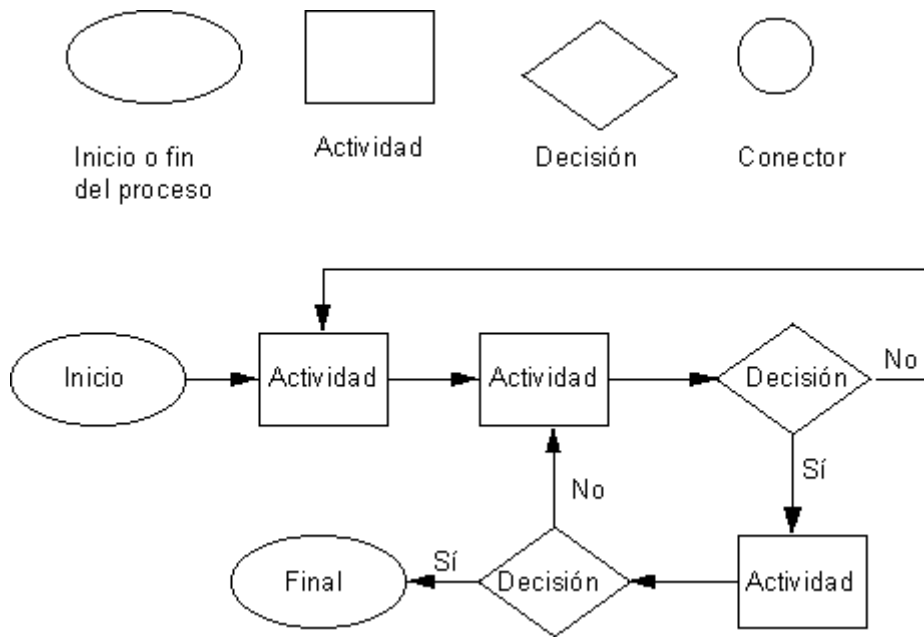 Inicio o fin
del proceso
Actividad
Decisión
Conector
Inicio
Actividad
Actividad
Decisión
No
Sí
No
Final
Sí
Decisión
Actividad